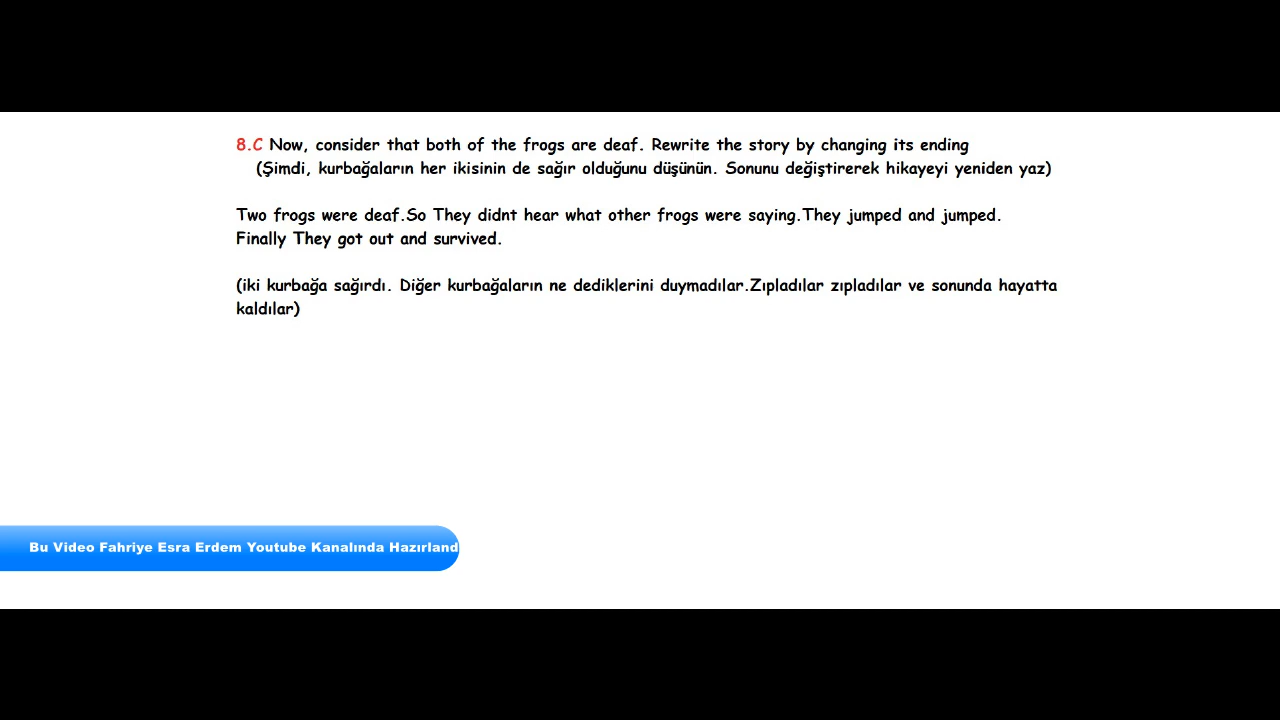 8.C Now, consider that both of the frogs are deaf. Rewrite the story by changing its ending
(Şimdi, kurbağaların her ikisinin de sağır olduğunu düşünün. Sonunu değiştirerek hikayeyi yeniden yaz)
Two frogs were deaf.So They didnt hear what other frogs were saying.They jumped and jumped.
Finally They got out and survived.
(iki kurbağa sağırdı. Diğer kurbağaların ne dediklerini duymadılar.Zıpladılar zıpladılar ve sonunda hayatta
kaldılar)
Bu Video Fahriye Esra Erdem Youtube Kanalında Hazırland